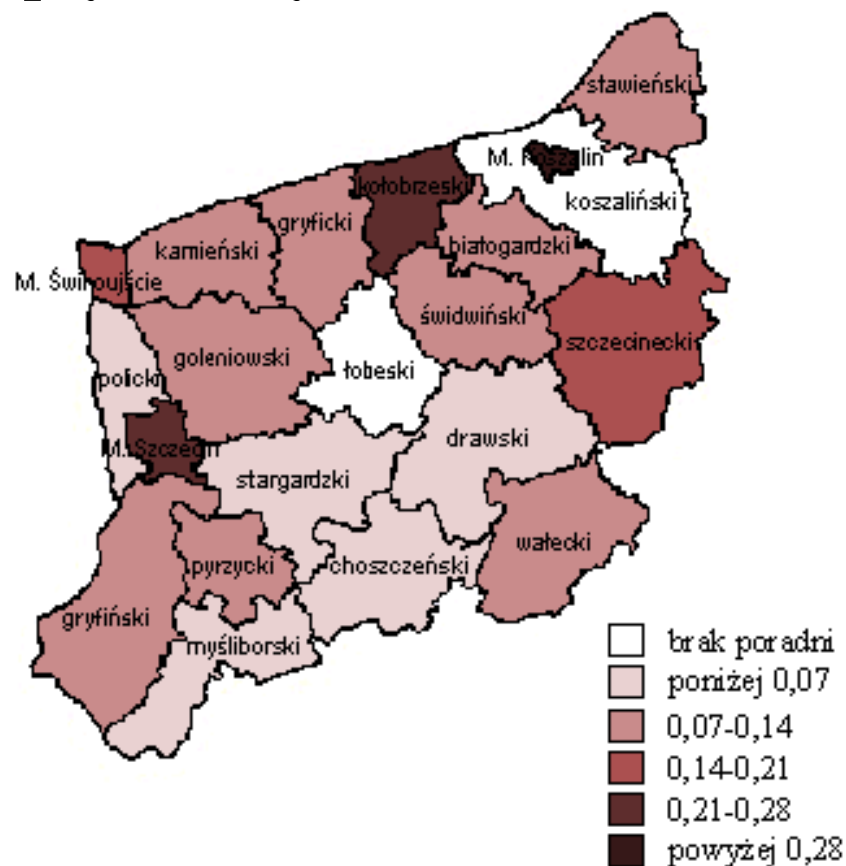 stawieński
M. Koszalin
kołobrzeski
koszaliński
gryficki
białogardzki
kamieński
M. Świnoujście
świdwiński
szczecinecki
goleniowski
łobeski
policki
drawski
M. Szczecin
stargardzki
wałecki
pyrzycki
choszczeński
gryfiński
myśliborski
brak poradni
poniżej 0,07
0,07-0,14
0,14-0,21
0,21-0,28
powyżej 0,28